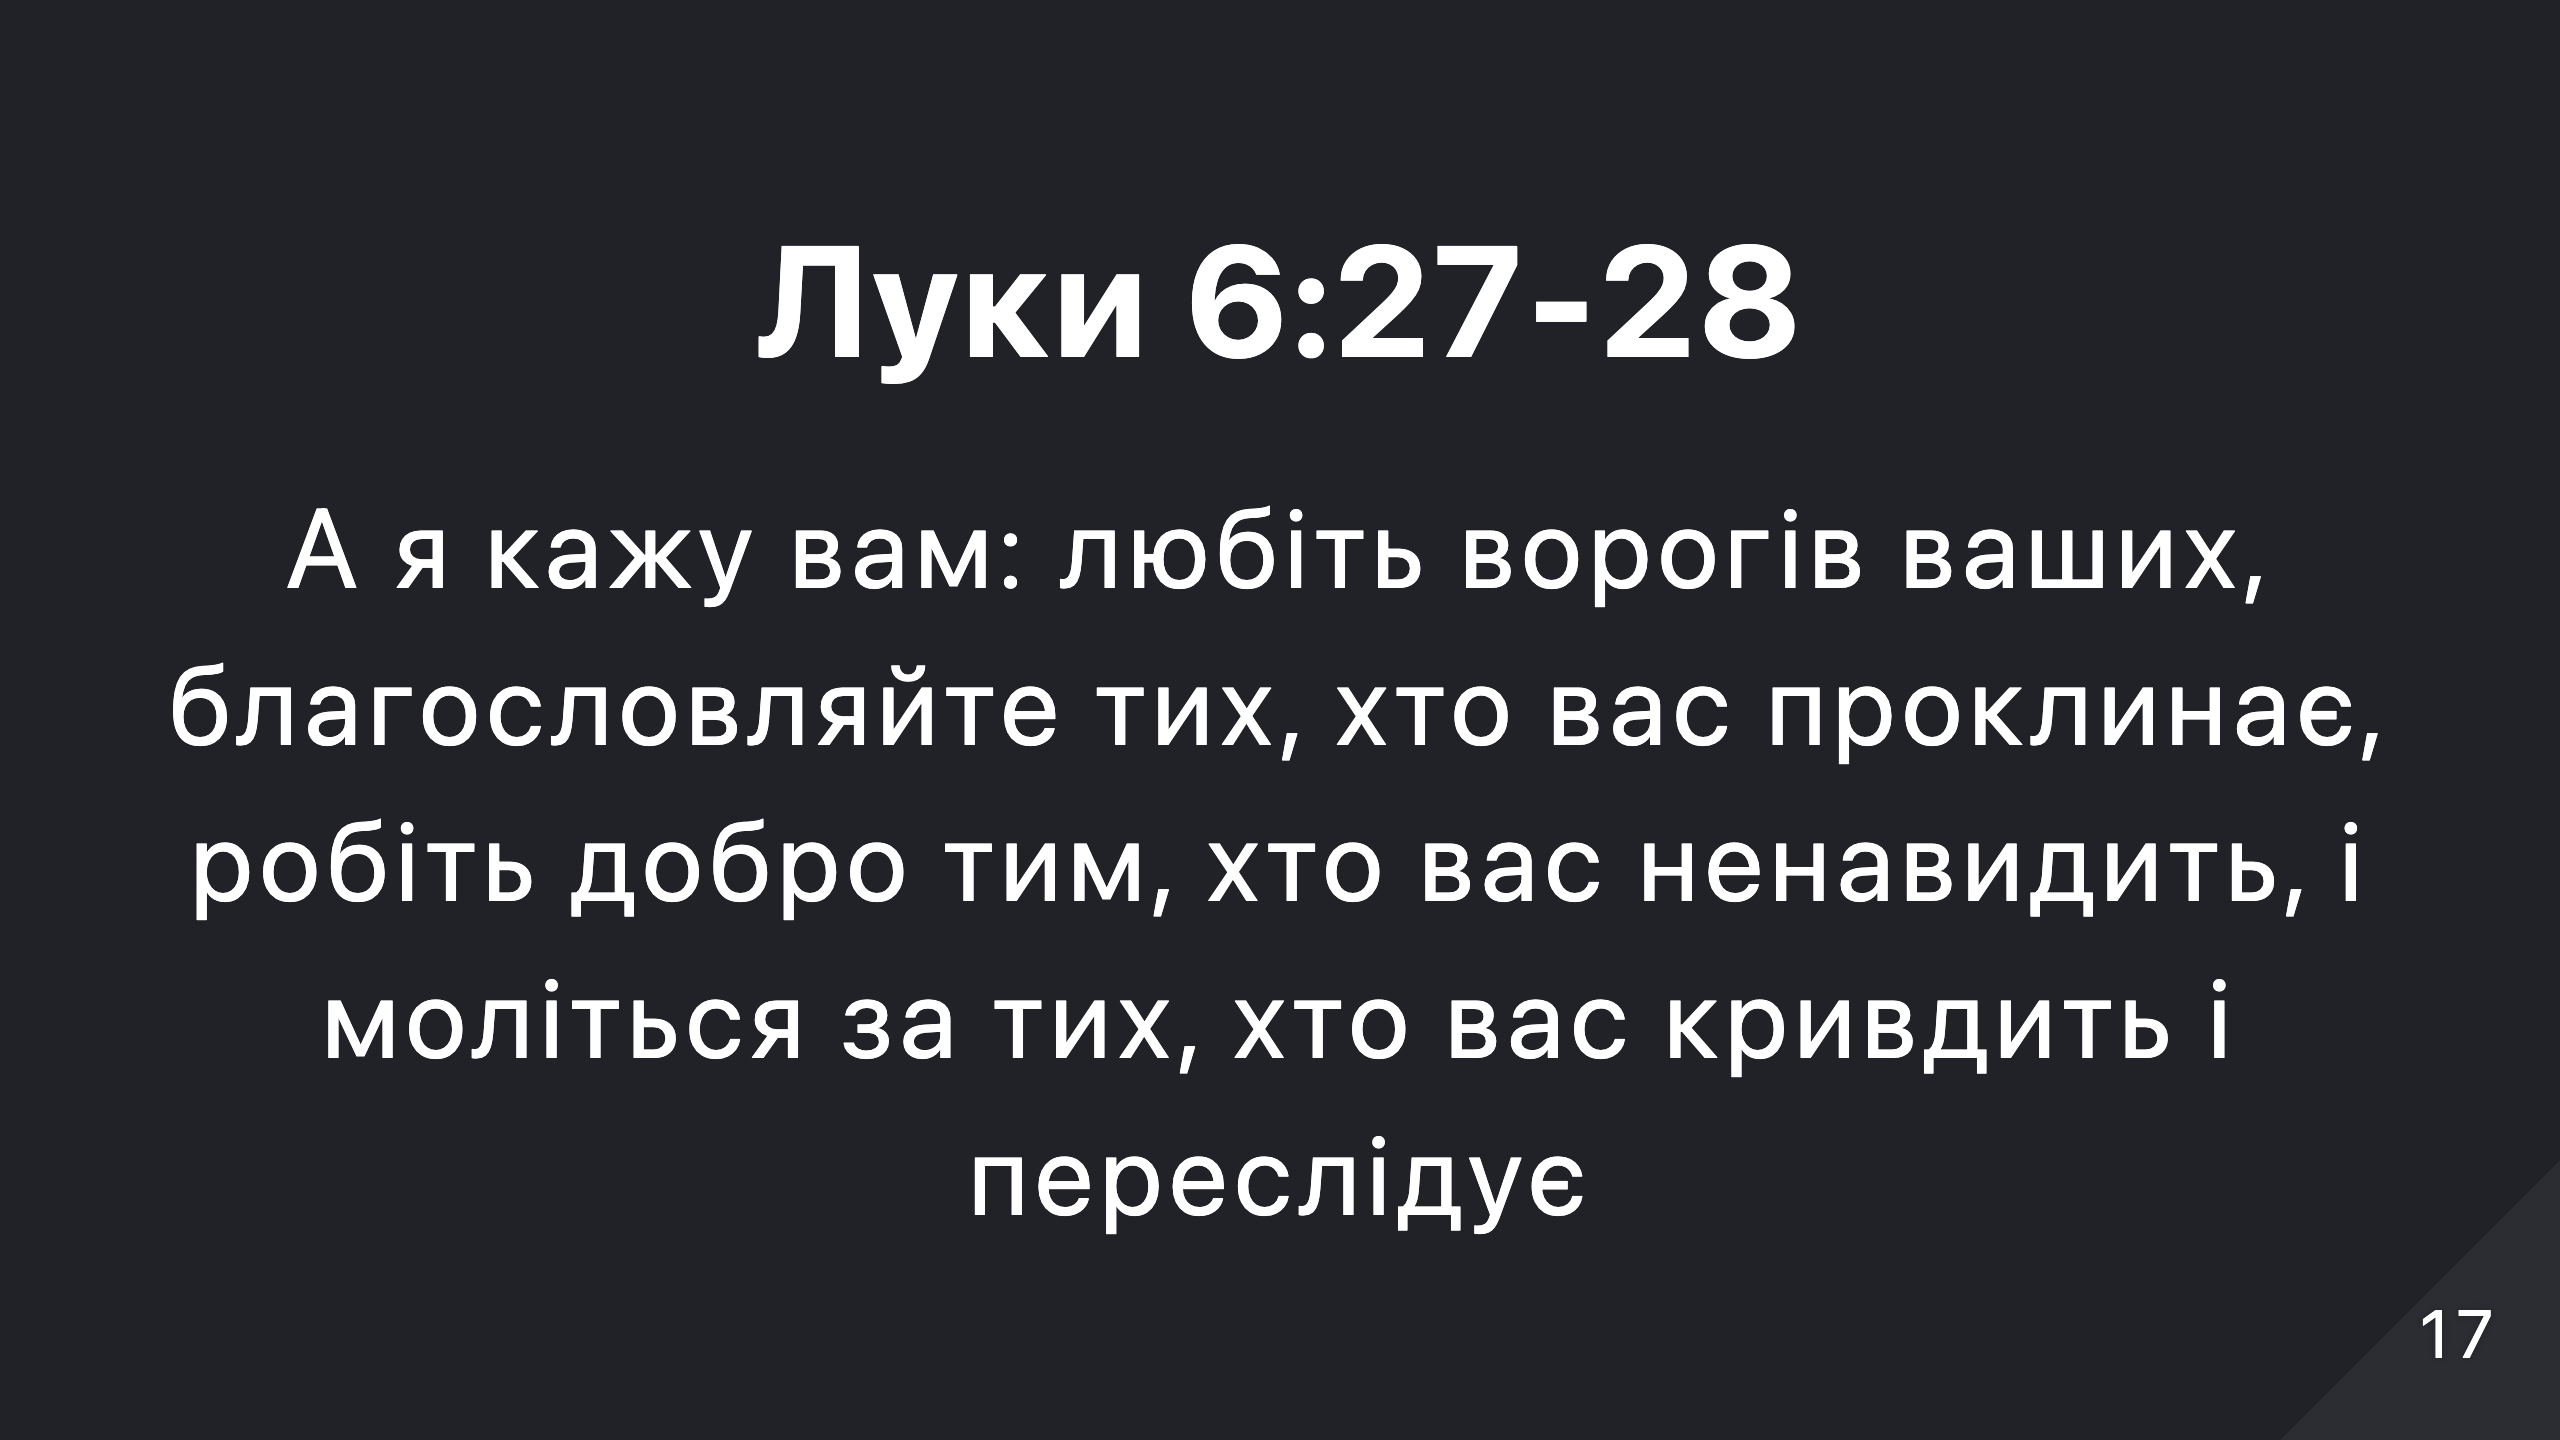 Луки 6:27-28
А я кажу вам: любіть ворогів ваших,
благословляйте тих, хто вас проклинає,
робіть добро тим, хто вас ненавидить, і
моліться за тих, хто вас кривдить і
переслідує
17